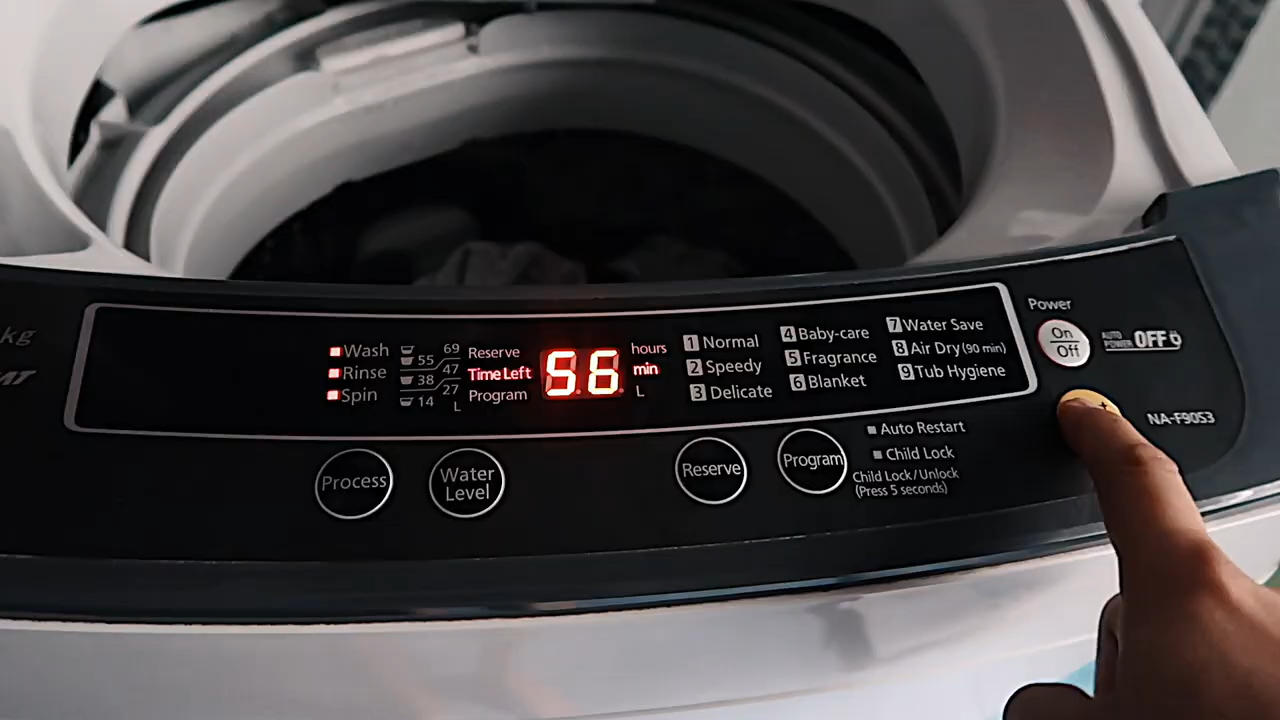 kg
Wash
Rinse
Spin
69
55
47
38
27
14
L
Reserve
Time Left
Program
56
hours
min
L
1 Normal
2 Speedy
3 Delicate
4 Baby-care
5 Fragrance
6 Blanket
7 Water Save
8 Air Dry (90 min)
9 Tub Hygiene
Power
On
Off
AUTO
POWER OFF
NA-F90S3
Process
Water
Level
Reserve
Program
Auto Restart
Child Lock
Child Lock/Unlock
(Press 5 seconds)